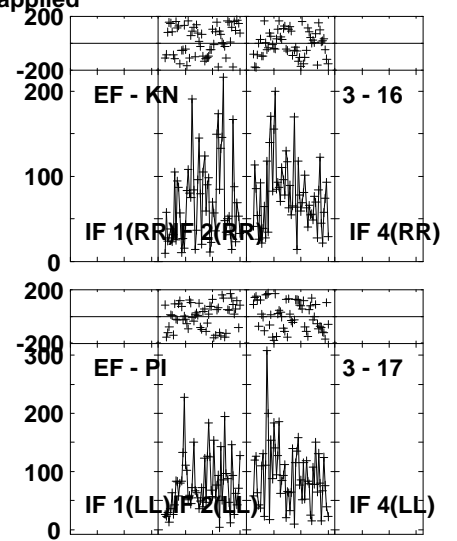 applied
200
-200
200
EF - KN 3 - 16
100
IF 1(RR) IF 2(RR) IF 4(RR)
0
200
-200
300
EF - PI 3 - 17
200
100
IF 1(LL) IF 2(LL) IF 4(LL)
0